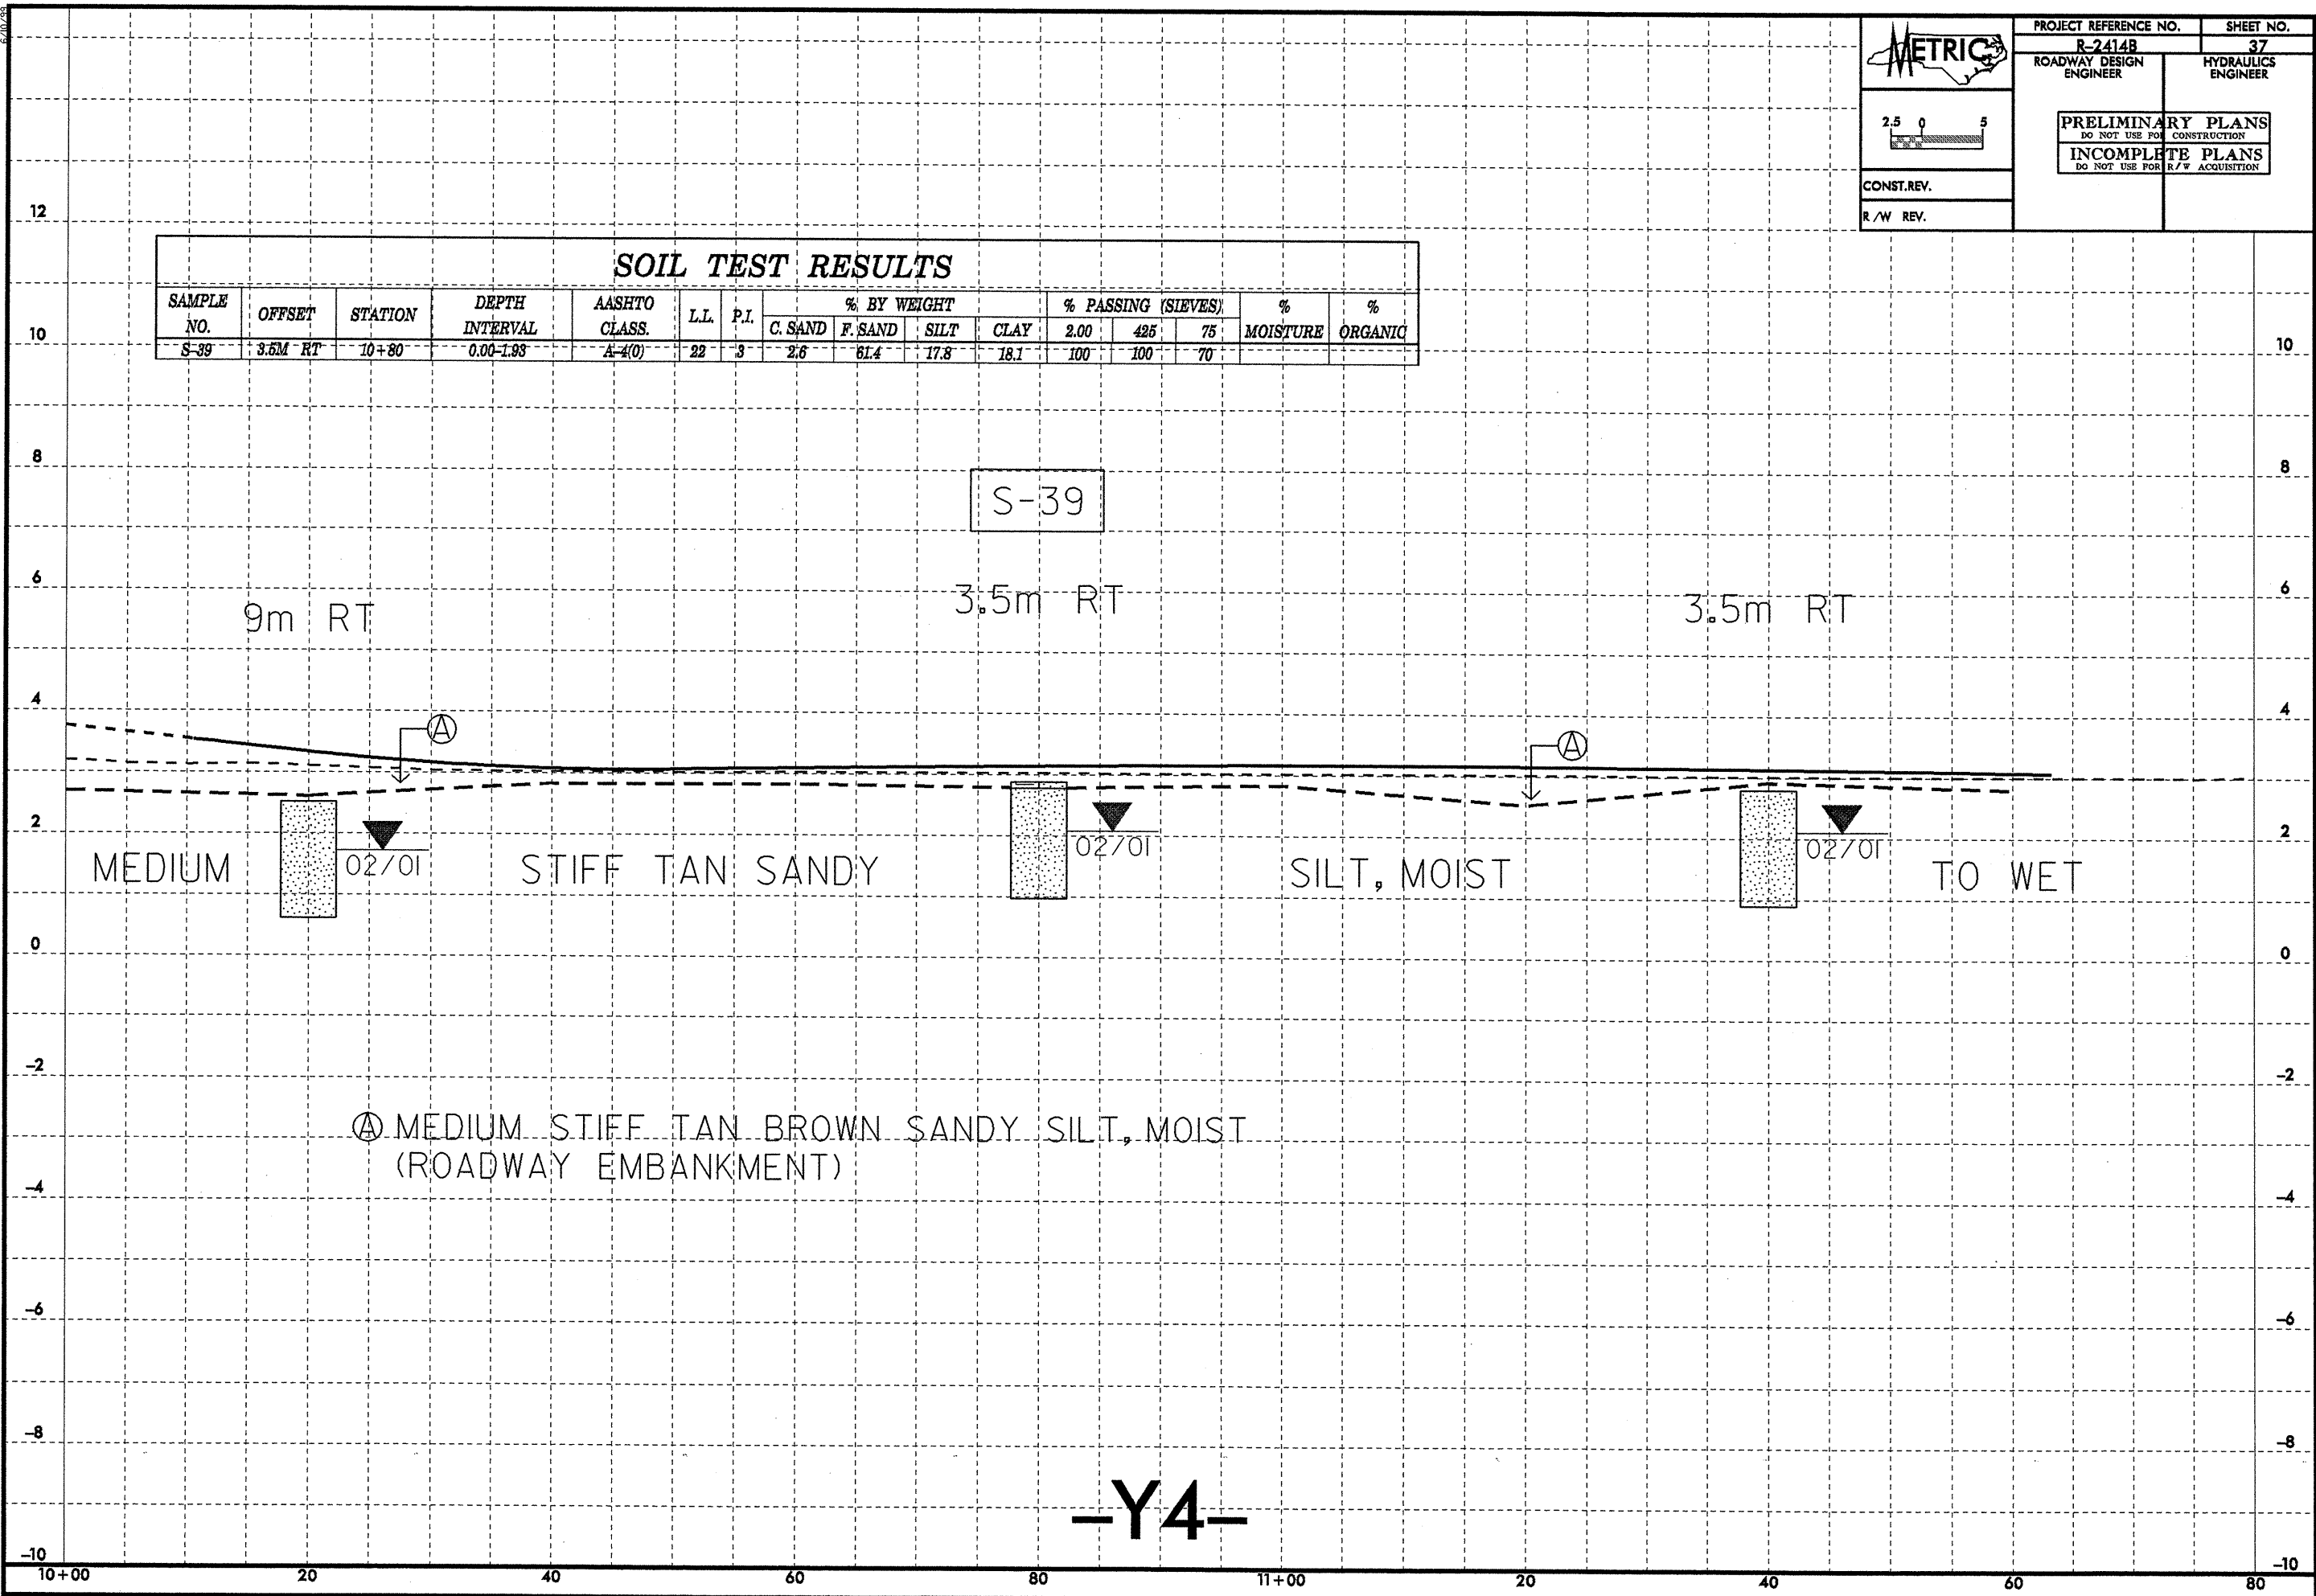 6/10/99
METRIC
PROJECT REFERENCE NO. SHEET NO.
R-2414B 37
ROADWAY DESIGN ENGINEER HYDRAULICS ENGINEER
2.5 0 5
PRELIMINARY PLANS
DO NOT USE FOR CONSTRUCTION
INCOMPLETE PLANS
DO NOT USE FOR R/W ACQUISITION
CONST.REV.
R/W REV.
12
SOIL TEST RESULTS
SAMPLE NO. OFFSET STATION DEPTH INTERVAL AASHTO CLASS. L.L. P.I. % BY WEIGHT % PASSING (SIEVES) % MOISTURE % ORGANIC
C. SAND F. SAND SILT CLAY 2.00 425 75
S-39 3.5M RT 10+80 0.00-1.93 A-4(0) 22 3 2.6 61.4 17.8 18.1 100 100 70
10 10
8 8
S-39
6 6
9m RT 3.5m RT 3.5m RT
4 4
A A
2 2
02/01 02/01 02/01
MEDIUM STIFF TAN SANDY SILT, MOIST TO WET
0 0
-2 -2
A MEDIUM STIFF TAN BROWN SANDY SILT, MOIST
(ROADWAY EMBANKMENT)
-4 -4
-6 -6
-8 -8
-Y4-
-10 -10
10+00 20 40 60 80 11+00 20 40 60 80